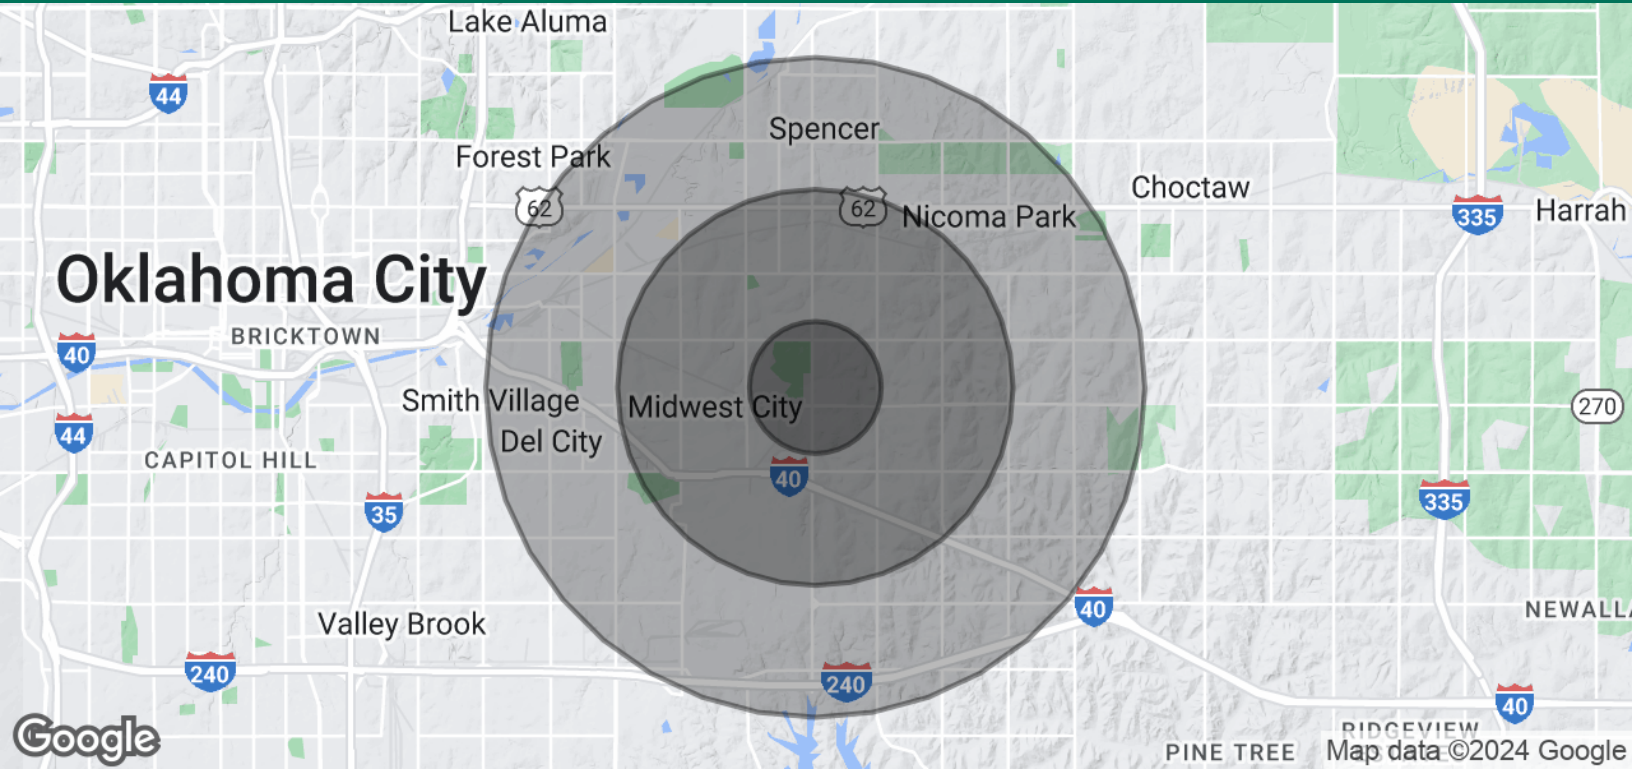 Lake Aluma
44
Spencer
Forest Park
Choctaw
62
62
Nicoma Park
335
Harrah
Oklahoma City
BRICKTOWN
40
Smith Village
Midwest City
270
44
Del City
CAPITOL HILL
40
335
35
40
NEWALLA
Valley Brook
240
240
40
RIDGEVIEW
Google
PINE TREE
Map data ©2024 Google